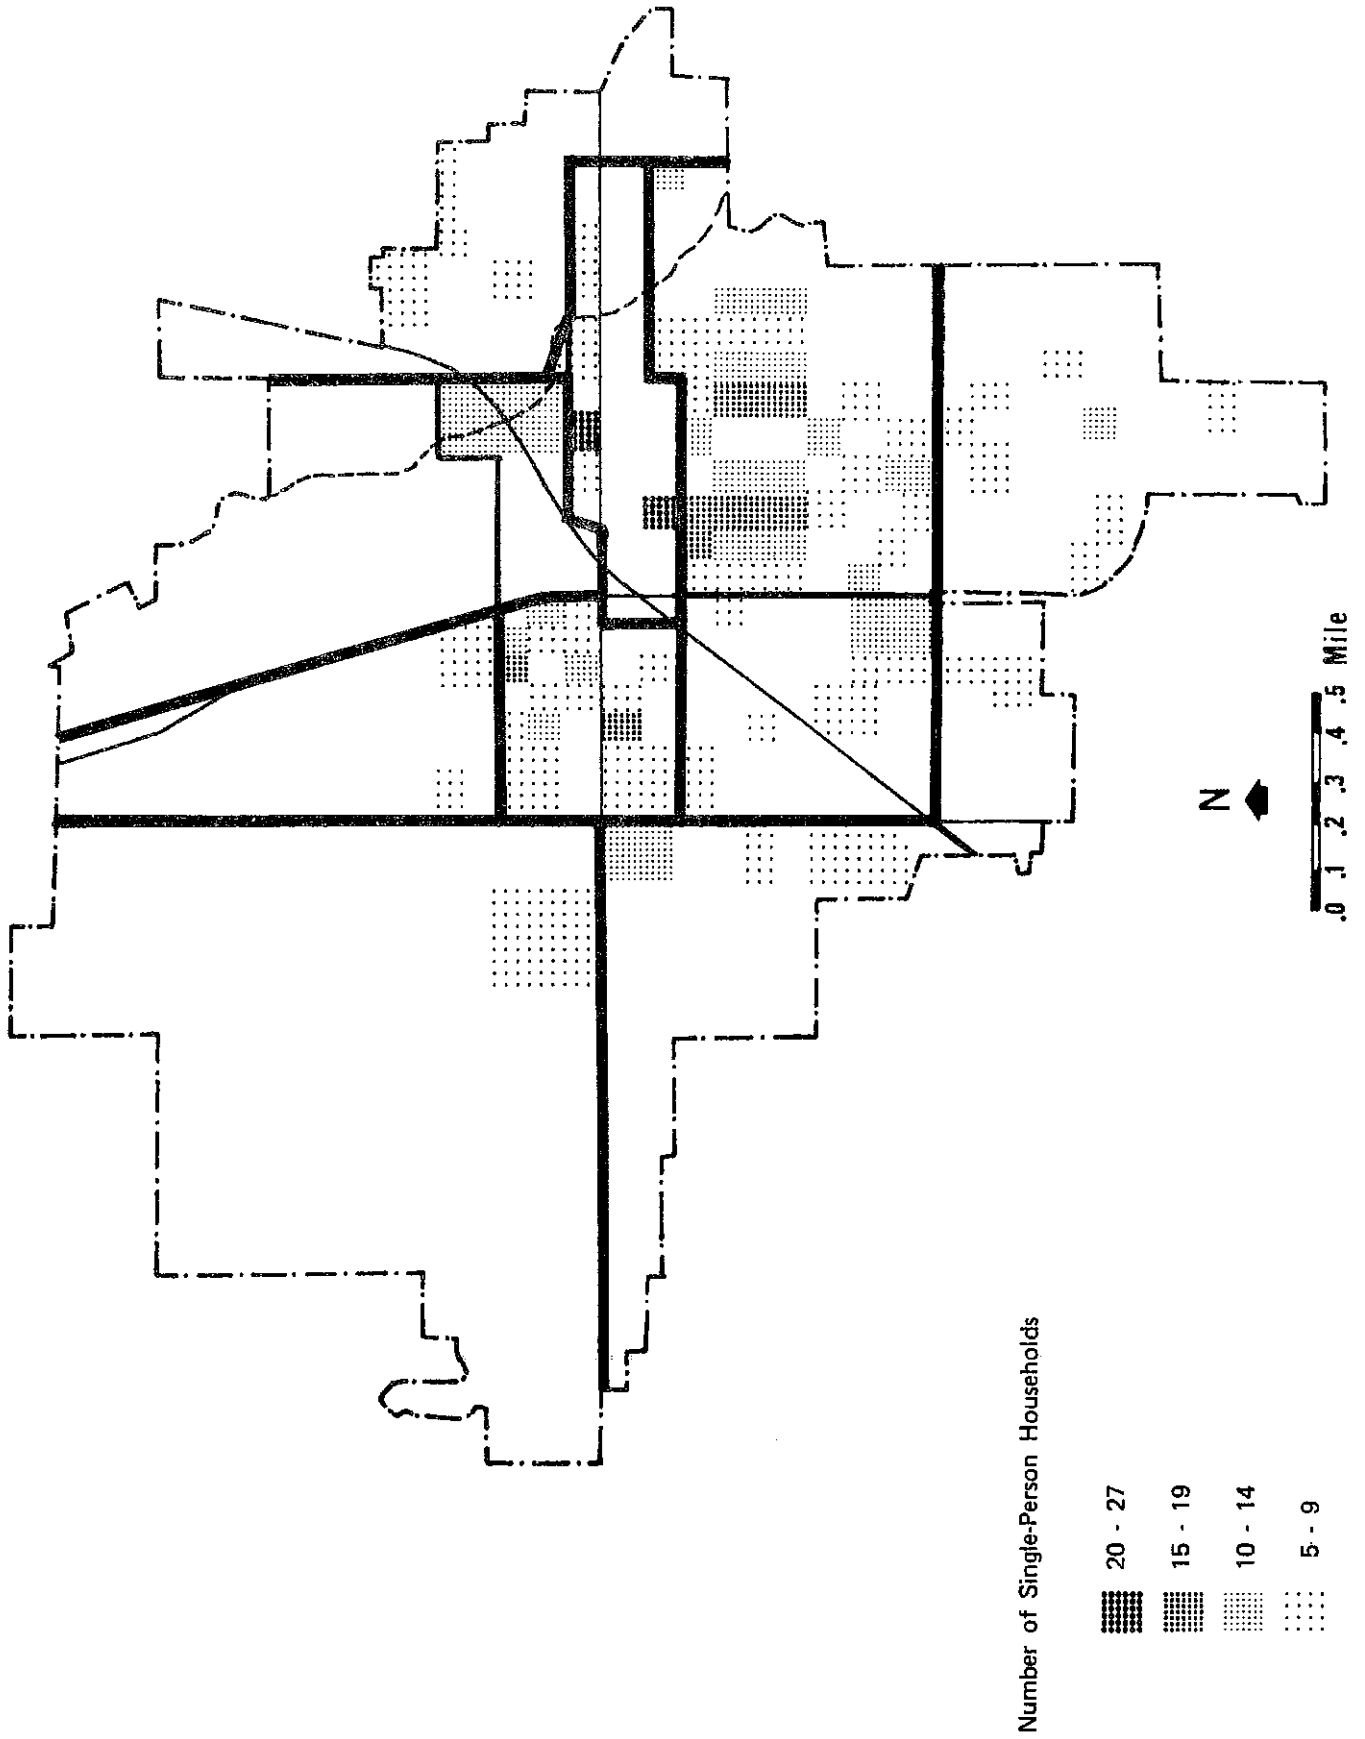 Number of Single-Person Households
20 - 27
15 - 19
10 - 14
5 - 9
N
.0 .1 .2 .3 .4 .5 Mile